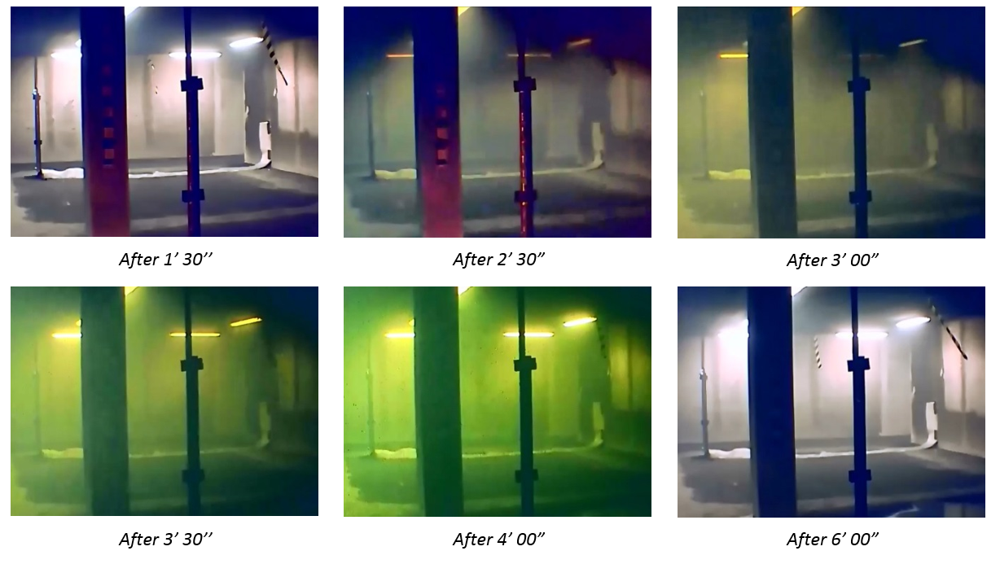 After 1’ 30’’
After 2’ 30”
After 3’ 00”
After 3’ 30’’
After 4’ 00”
After 6’ 00”